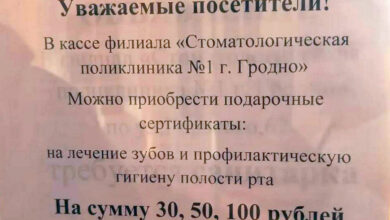 Уважаемые посетители!
В кассе филиала «Стоматологическая
поликлиника №1 г. Гродно»
Можно приобрести подарочные
сертификаты:
на лечение зубов и профилактическую
гигиену полости рта
На сумму 30, 50, 100 рублей